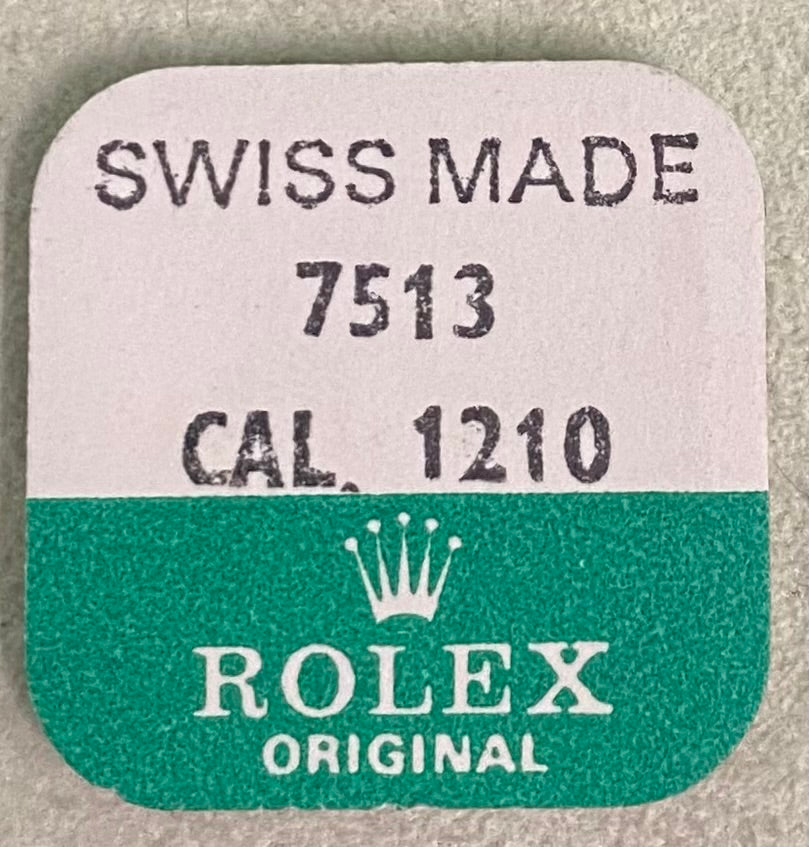 SWISS MADE
7513
CAL. 1210
ROLEX
ORIGINAL